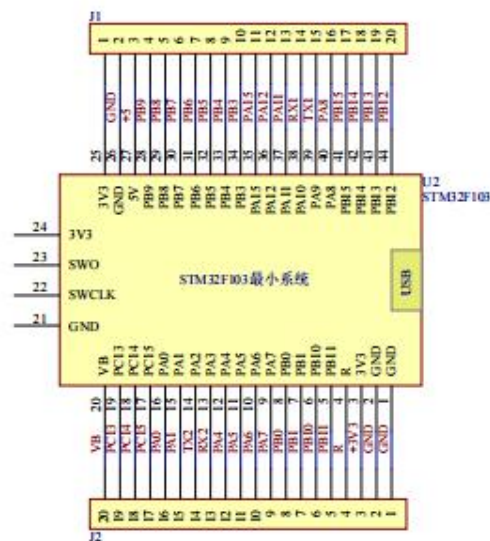 J1
1 2 3 4 5 6 7 8 9 10 11 12 13 14 15 16 17 18 19 20
GND +5 PB9 PB8 PB7 PB6 PB5 PB4 PB3 PA15 PA12 PA11 RX1 TX1 PA8 PB15 PB14 PB13 PB12
25 26 27 28 29 30 31 32 33 34 35 36 37 38 39 40 41 42 43 44
U2
STM32F103
3V3 GND 5V PB9 PB8 PB7 PB6 PB5 PB4 PB3 PA15 PA12 PA11 PA10 PA9 PA8 PB15 PB14 PB13 PB12
24 3V3
23 SWO
22 SWCLK
21 GND
STM32F103最小系统
USB
VB PC13 PC14 PC15 PA0 PA1 PA2 PA3 PA4 PA5 PA6 PA7 PB0 PB1 PB10 PB11 R 3V3 GND GND
20 19 18 17 16 15 14 13 12 11 10 9 8 7 6 5 4 3 2 1
VB PC13 PC14 PC15 PA0 PA1 TX2 RX2 PA4 PA5 PA6 PA7 PB0 PB1 PB10 PB11 R +3V3 GND GND
20 19 18 17 16 15 14 13 12 11 10 9 8 7 6 5 4 3 2 1
J2